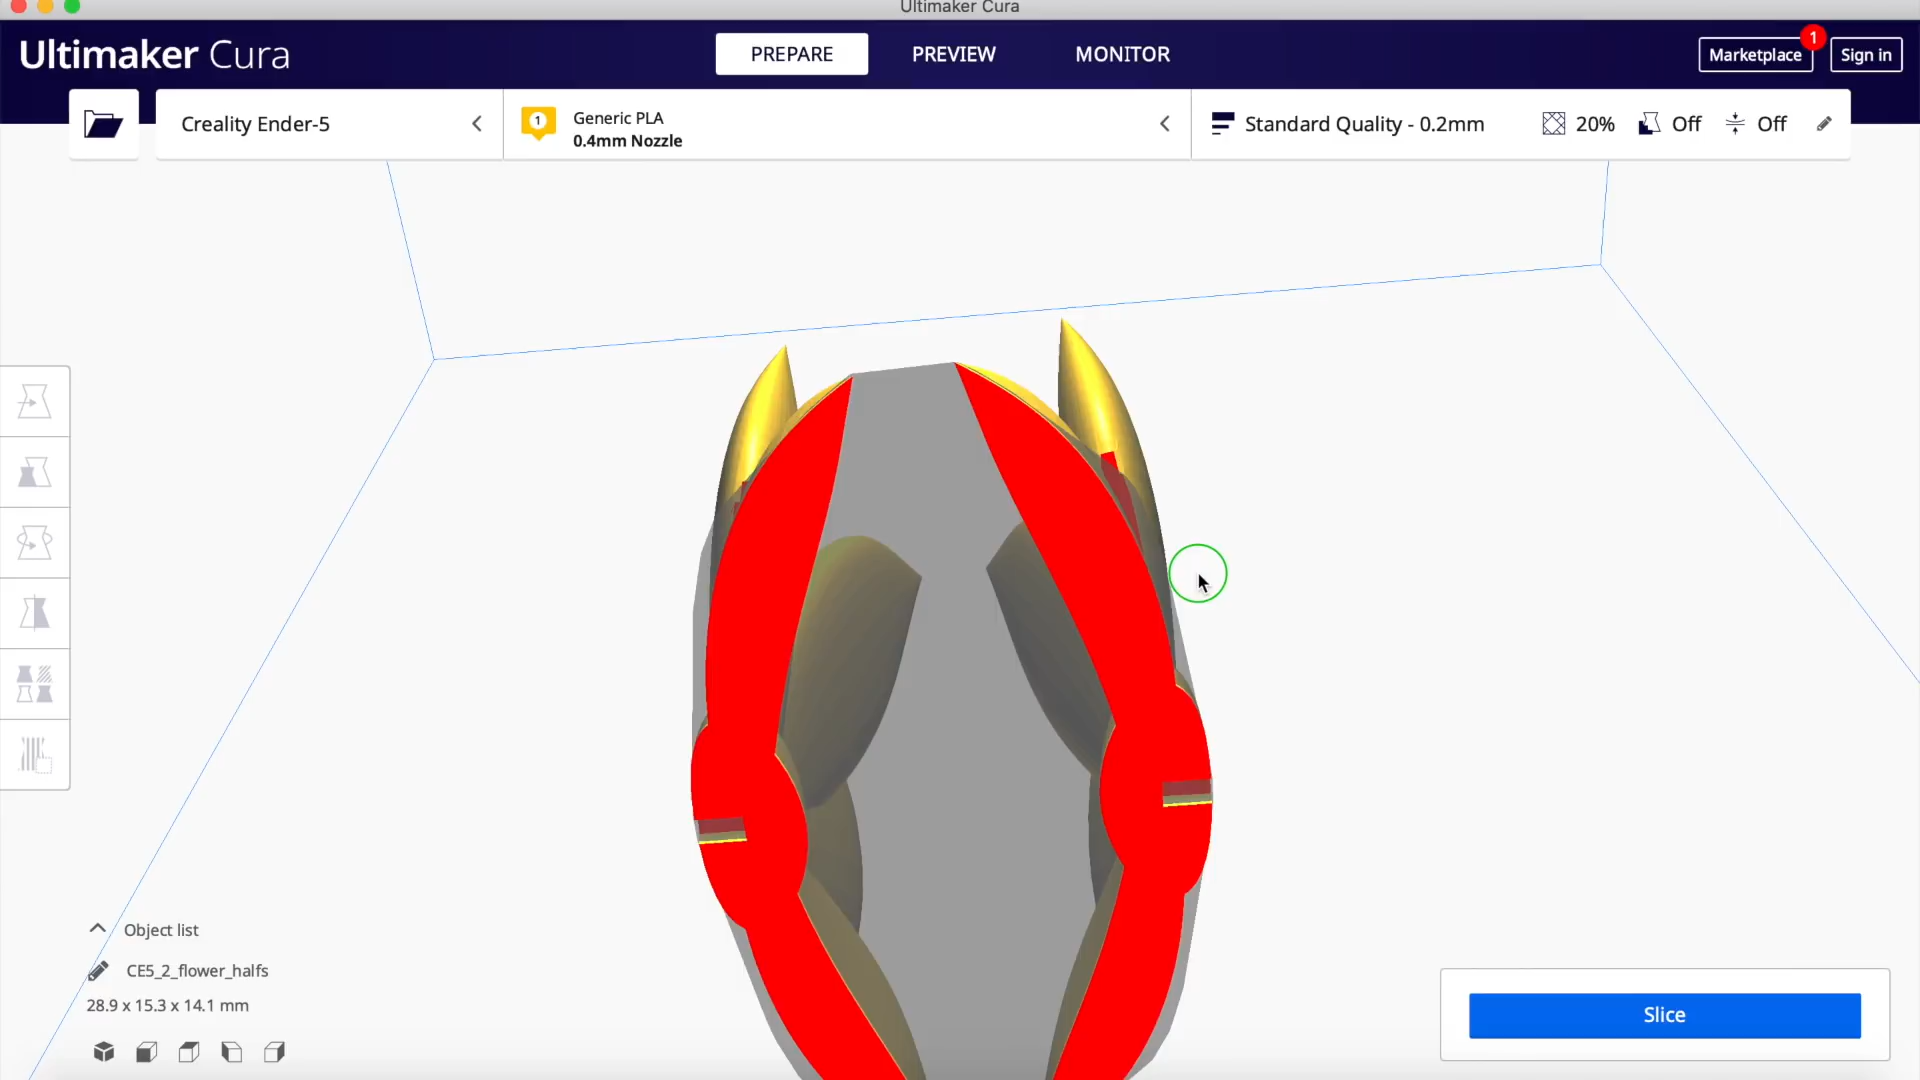 Ultimaker Cura
Ultimaker Cura
PREPARE
PREVIEW
MONITOR
Marketplace
1
Sign in
Creality Ender-5
1
Generic PLA
0.4mm Nozzle
Standard Quality - 0.2mm
20%
Off
Off
Object list
CE5_2_flower_halfs
28.9 x 15.3 x 14.1 mm
Slice